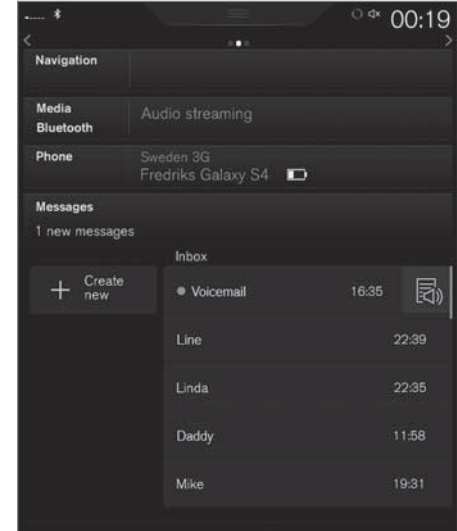 00:19
Navigation
Media
Bluetooth
Audio streaming
Phone
Sweden 3G
Fredriks Galaxy S4
Messages
1 new messages
Inbox
Create
new
Voicemail 16:35
Line 22:39
Linda 22:35
Daddy 11:58
Mike 19:31